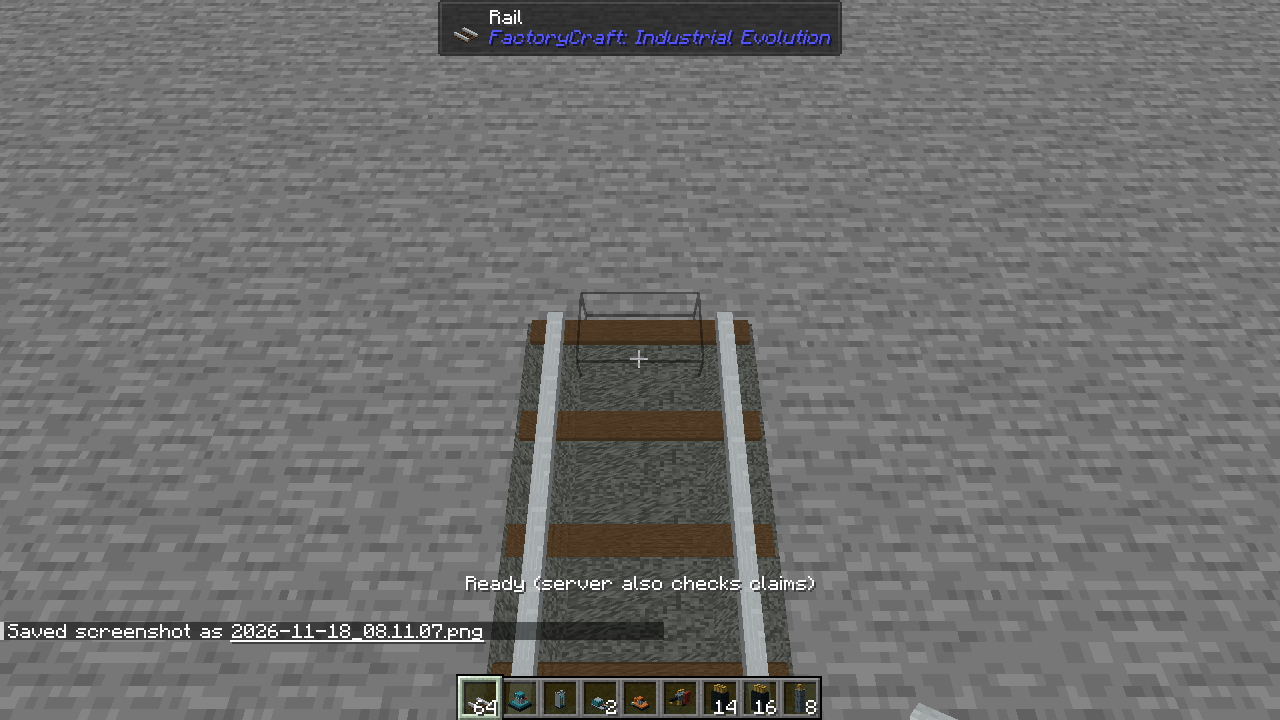 Rail
FactoryCraft: Industrial Evolution
Ready (server also checks claims)
Saved screenshot as 2026-11-18_08.11.07.png
64 2 14 16 8